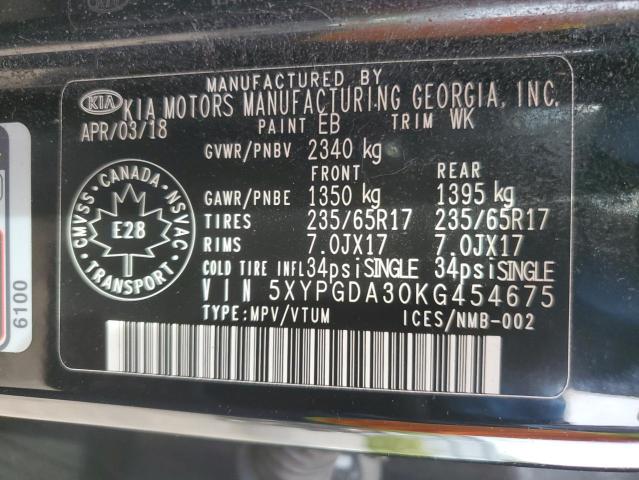 MANUFACTURED BY
KIA KIA MOTORS MANUFACTURING GEORGIA, INC.
APR/03/18 PAINT EB TRIM WK
GVWR/PNBV 2340 kg
FRONT REAR
GAWR/PNBE 1350 kg 1395 kg
TIRES 235/65R17 235/65R17
RIMS 7.0JX17 7.0JX17
COLD TIRE INFL 34psi SINGLE 34psi SINGLE
VIN 5XYPGDA30KG454675
TYPE:MPV/VTUM ICES/NMB-002
CMVSS • CANADA • NSVAC • TRANSPORT •
E28
6100